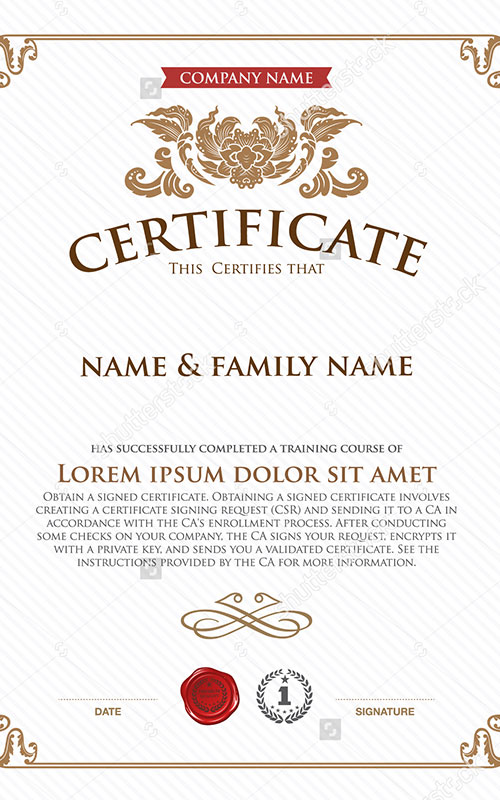 COMPANY NAME
CERTIFICATE
THIS CERTIFIES THAT
NAME & FAMILY NAME
HAS SUCCESSFULLY COMPLETED A TRAINING COURSE OF
LOREM IPSUM DOLOR SIT AMET
OBTAIN A SIGNED CERTIFICATE. OBTAINING A SIGNED CERTIFICATE INVOLVES
CREATING A CERTIFICATE SIGNING REQUEST (CSR) AND SENDING IT TO A CA IN
ACCORDANCE WITH THE CA'S ENROLLMENT PROCESS. AFTER CONDUCTING
SOME CHECKS ON YOUR COMPANY, THE CA SIGNS YOUR REQUEST, ENCRYPTS IT
WITH A PRIVATE KEY, AND SENDS YOU A VALIDATED CERTIFICATE. SEE THE
INSTRUCTIONS PROVIDED BY THE CA FOR MORE INFORMATION.
1
DATE
SIGNATURE
shutterstock